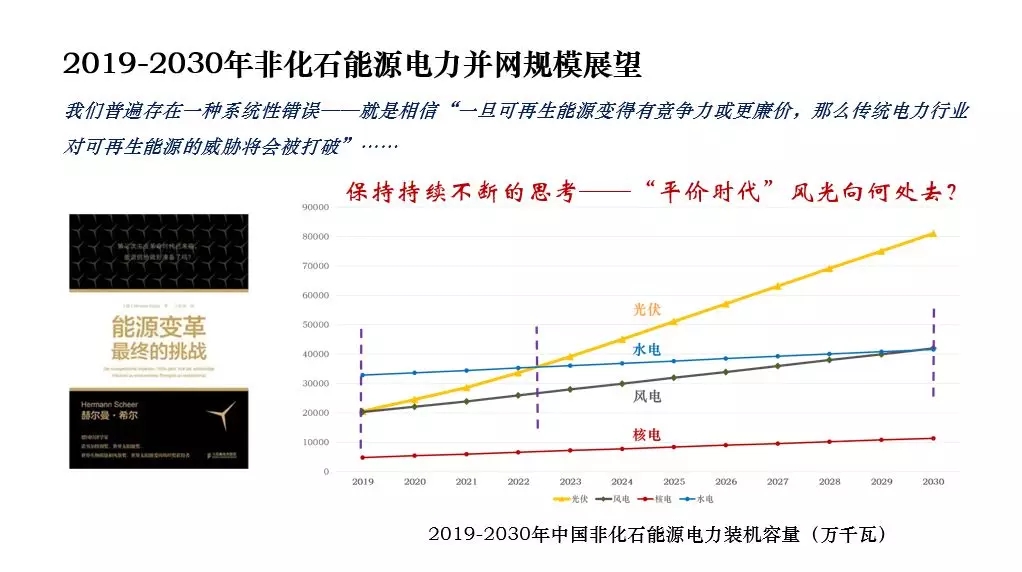 2019-2030年非化石能源电力并网规模展望
我们普遍存在一种系统性错误——就是相信“一旦可再生能源变得有竞争力或更廉价，那么传统电力行业
对可再生能源的威胁将会被打破”……
保持持续不断的思考——“平价时代”风光向何处去？
能源变革
最终的挑战
Hermann Scheer
赫尔曼·希尔
90000
80000
70000
60000
50000
40000
30000
20000
10000
0
光伏
水电
风电
核电
2019 2020 2021 2022 2023 2024 2025 2026 2027 2028 2029 2030
光伏 风电 核电 水电
2019-2030年中国非化石能源电力装机容量（万千瓦）